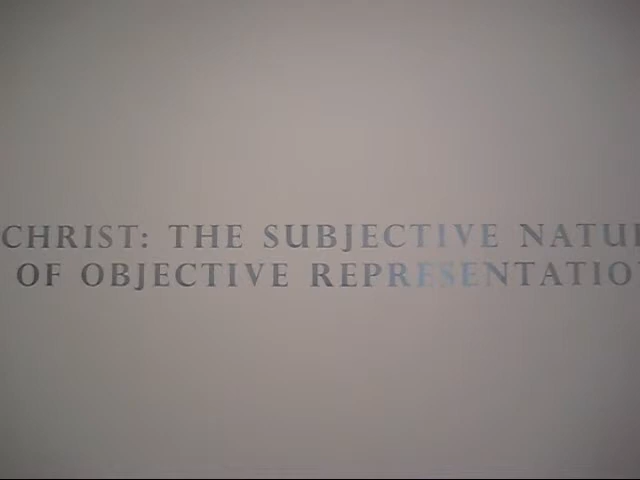 CHRIST: THE SUBJECTIVE NATU
OF OBJECTIVE REPRESENTATIO